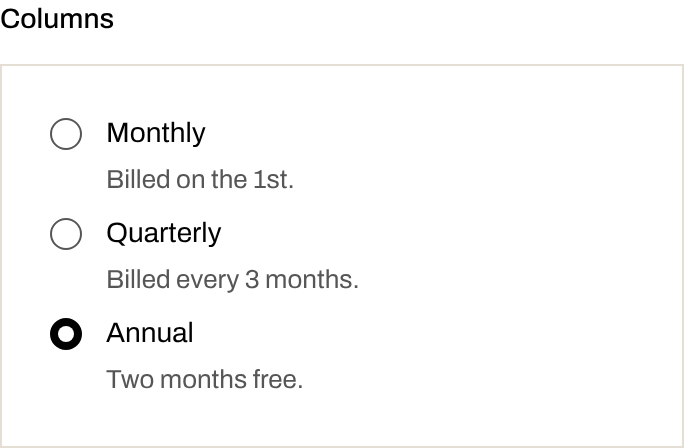 Columns
Monthly
Billed on the 1st.
Quarterly
Billed every 3 months.
Annual
Two months free.